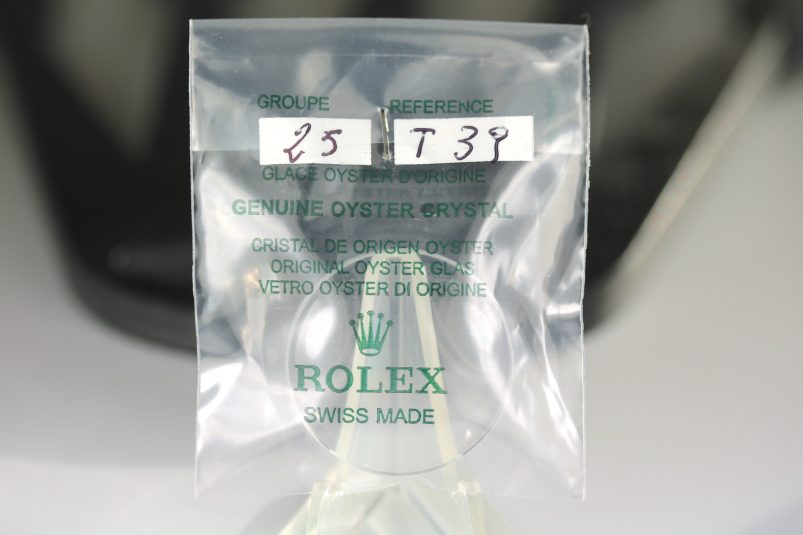 GROUPE REFERENCE
25 T 39
GLACE OYSTER D'ORIGINE
GENUINE OYSTER CRYSTAL
CRISTAL DE ORIGEN OYSTER
ORIGINAL OYSTER GLAS
VETRO OYSTER DI ORIGINE
ROLEX
SWISS MADE